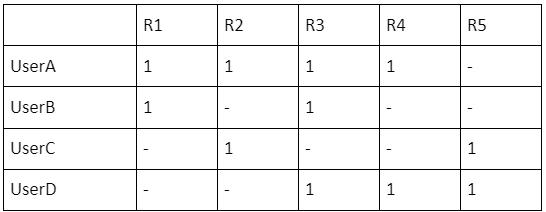 R1 R2 R3 R4 R5
UserA 1 1 1 1 -
UserB 1 - 1 - -
UserC - 1 - - 1
UserD - - 1 1 1